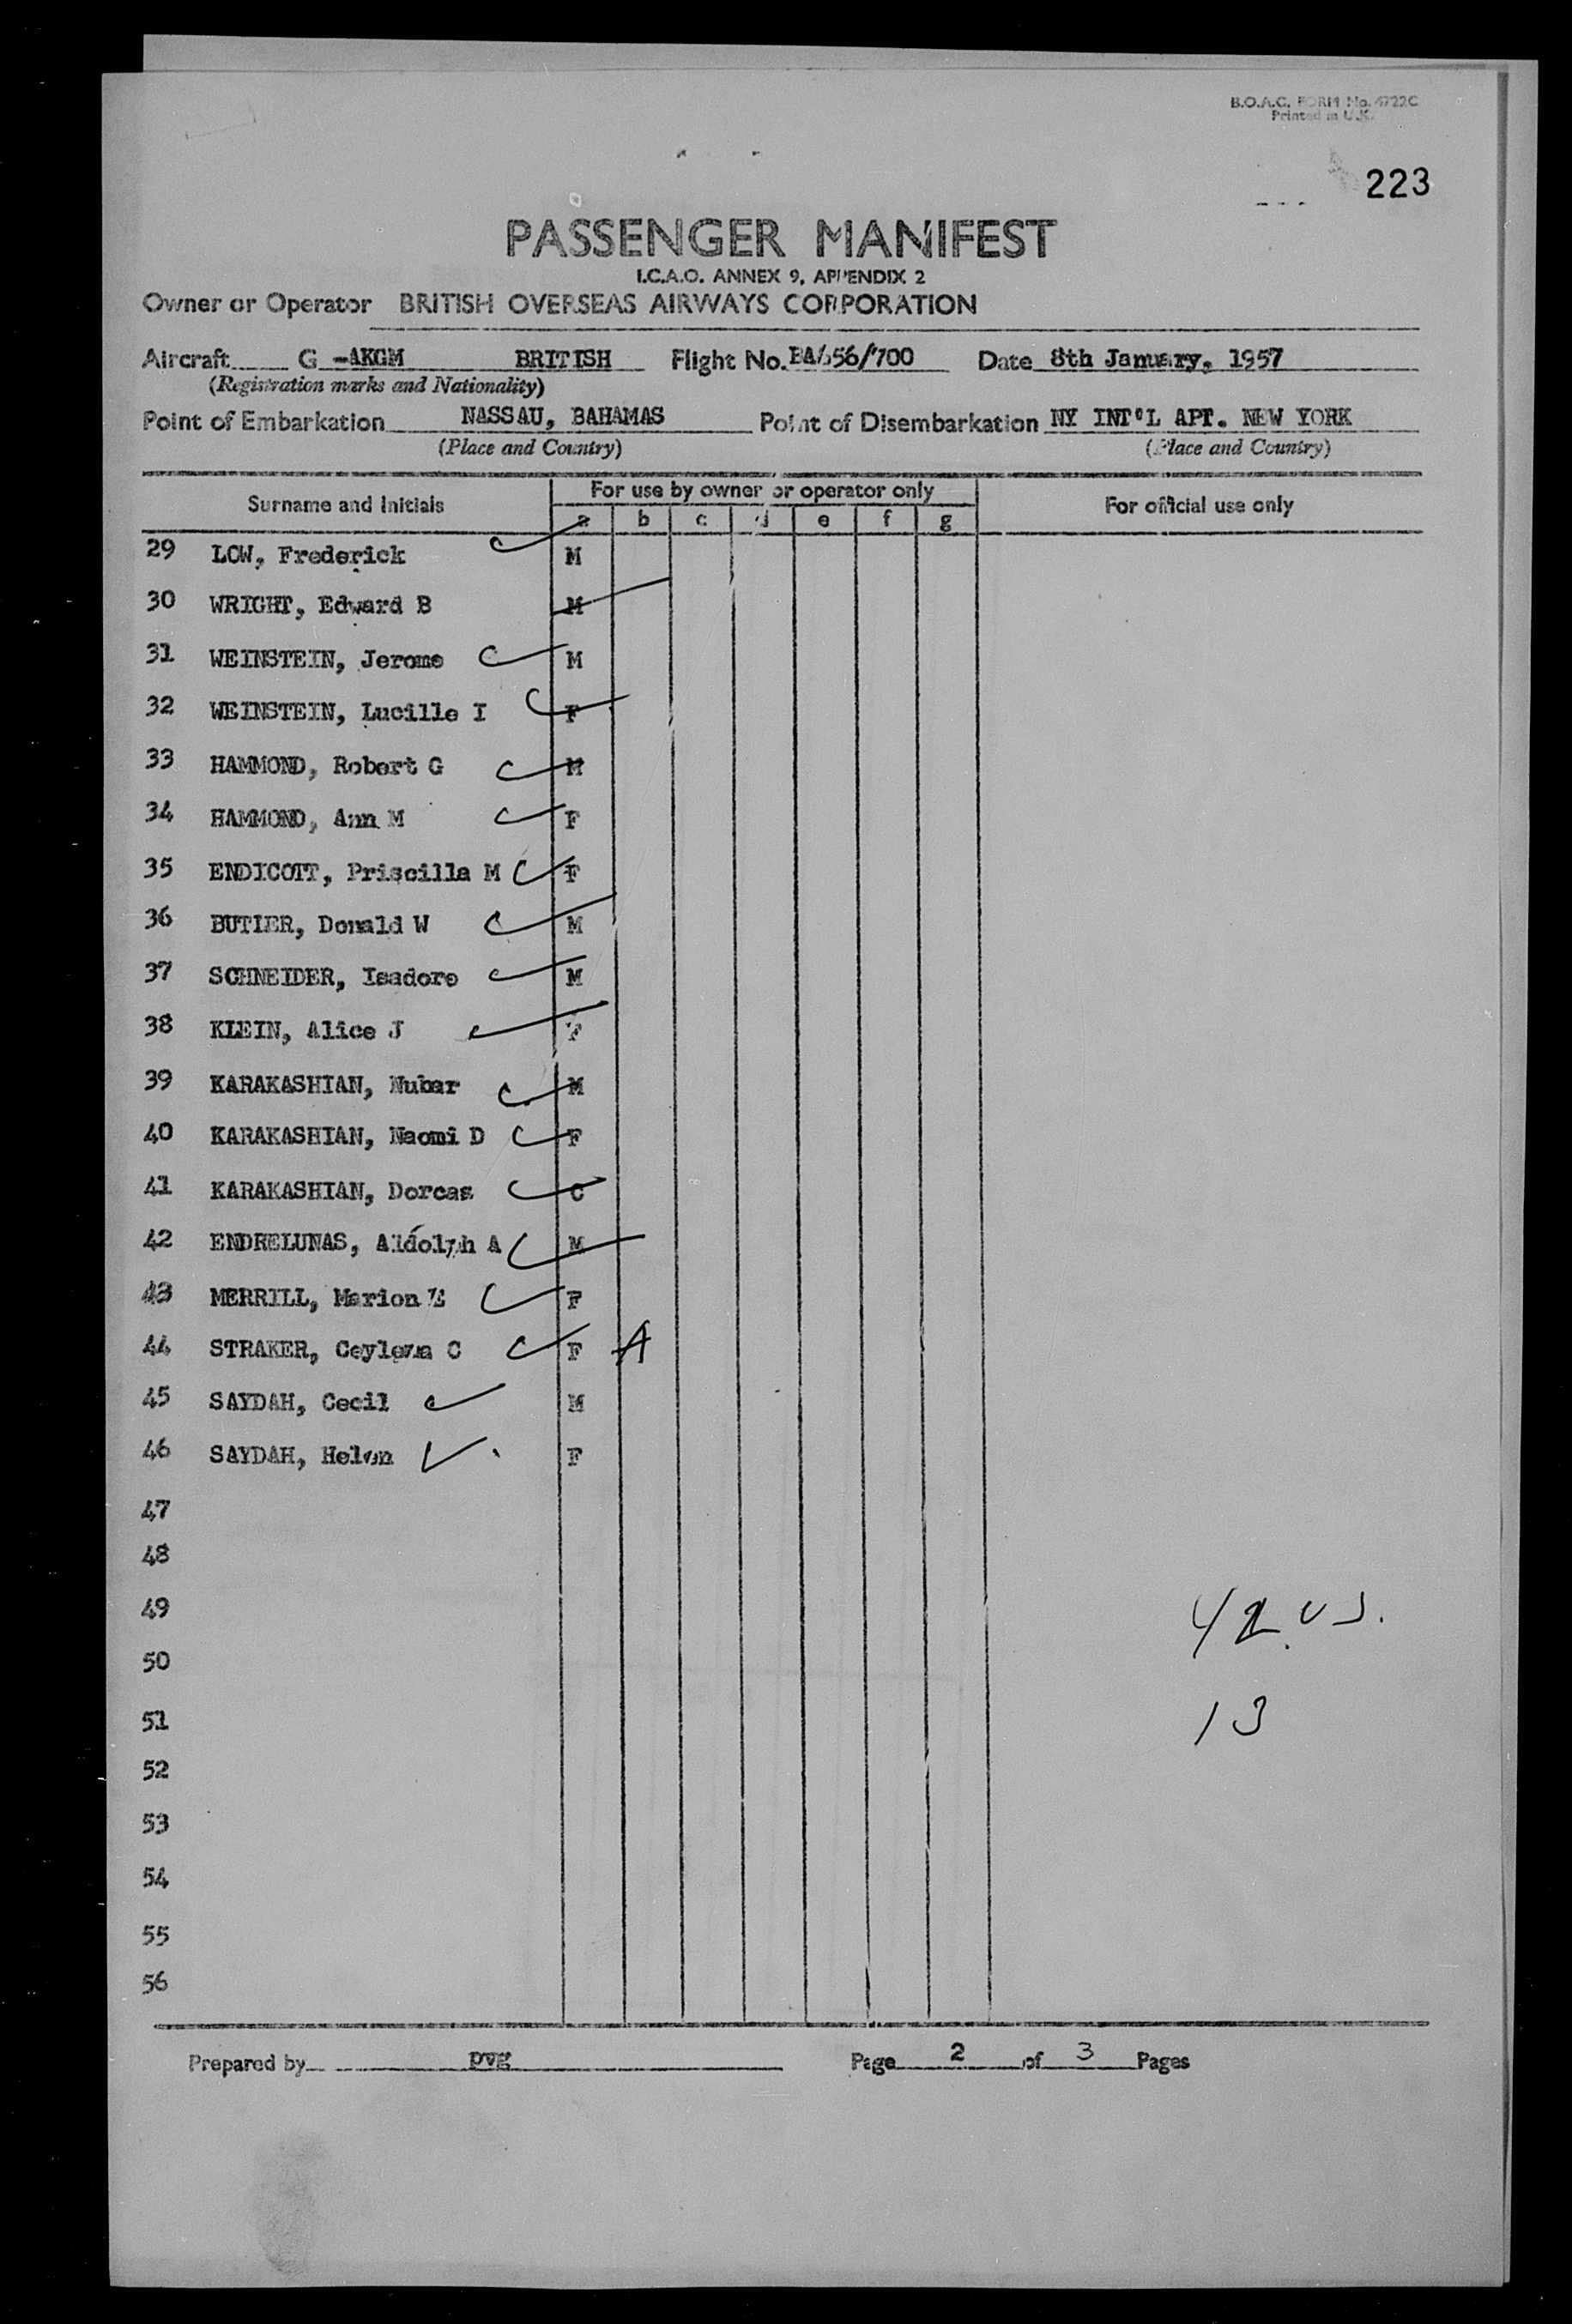 B.O.A.C. FORM No. 4722C
Printed in U.K.
223
PASSENGER MANIFEST
I.C.A.O. ANNEX 9, APPENDIX 2
Owner or Operator BRITISH OVERSEAS AIRWAYS CORPORATION
Aircraft G -AKGM BRITISH Flight No. BA/656/700 Date 8th January, 1957
(Registration marks and Nationality)
Point of Embarkation NASSAU, BAHAMAS Point of Disembarkation NY INT'L APT. NEW YORK
(Place and Country) (Place and Country)
Surname and Initials For use by owner or operator only For official use only
a b c d e f g
29 LOW, Frederick M
30 WRIGHT, Edward B M
31 WEINSTEIN, Jerome M
32 WEINSTEIN, Lucille I F
33 HAMMOND, Robert G M
34 HAMMOND, Ann M F
35 ENDICOTT, Priscilla M F
36 BUTLER, Donald W M
37 SCHNEIDER, Isadore M
38 KLEIN, Alice J F
39 KARAKASHIAN, Nubar M
40 KARAKASHIAN, Naomi D F
41 KARAKASHIAN, Dorcas C
42 ENDRELUNAS, Aldolph A M
43 MERRILL, Marion F
44 STRAKER, C F A
45 SAYDAH, Cecil M
46 SAYDAH, Helen F
47
48
49
42 US.
50
51
13
52
53
54
55
56
Prepared by pvg Page 2 of 3 Pages